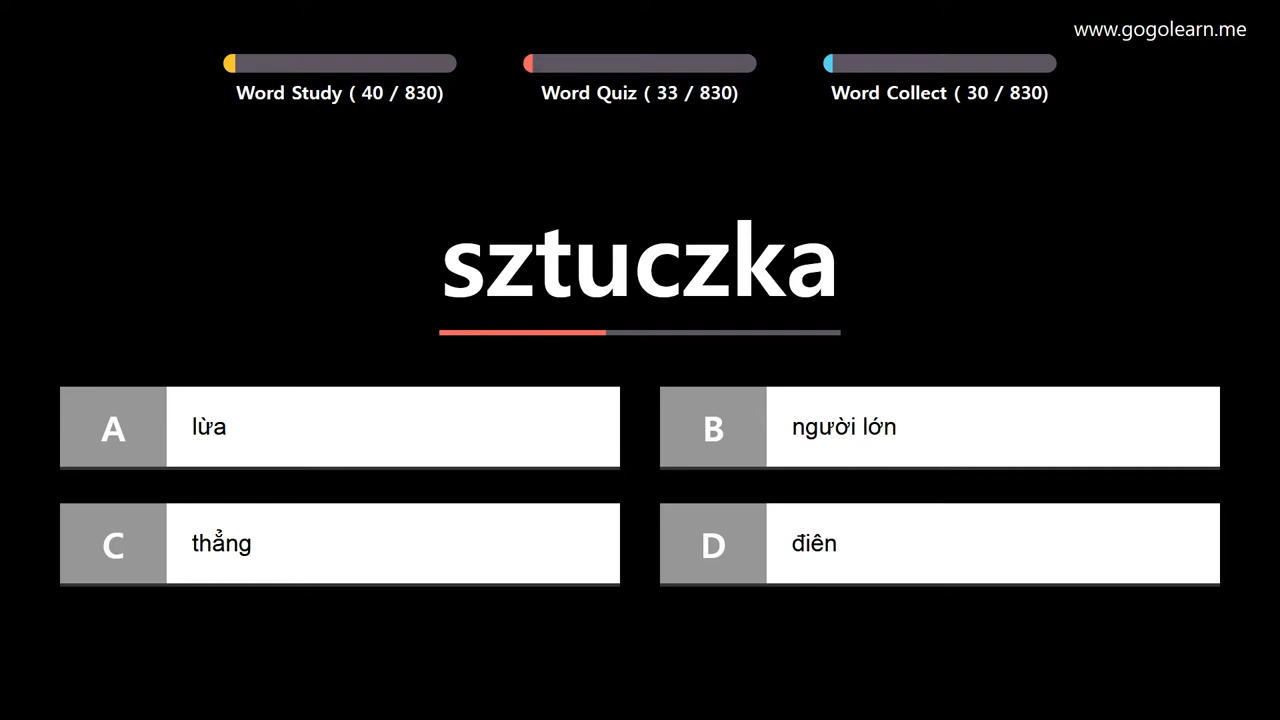 www.gogolearn.me
Word Study ( 40 / 830)
Word Quiz ( 33 / 830)
Word Collect ( 30 / 830)
sztuczka
A lừa
B người lớn
C thẳng
D điên